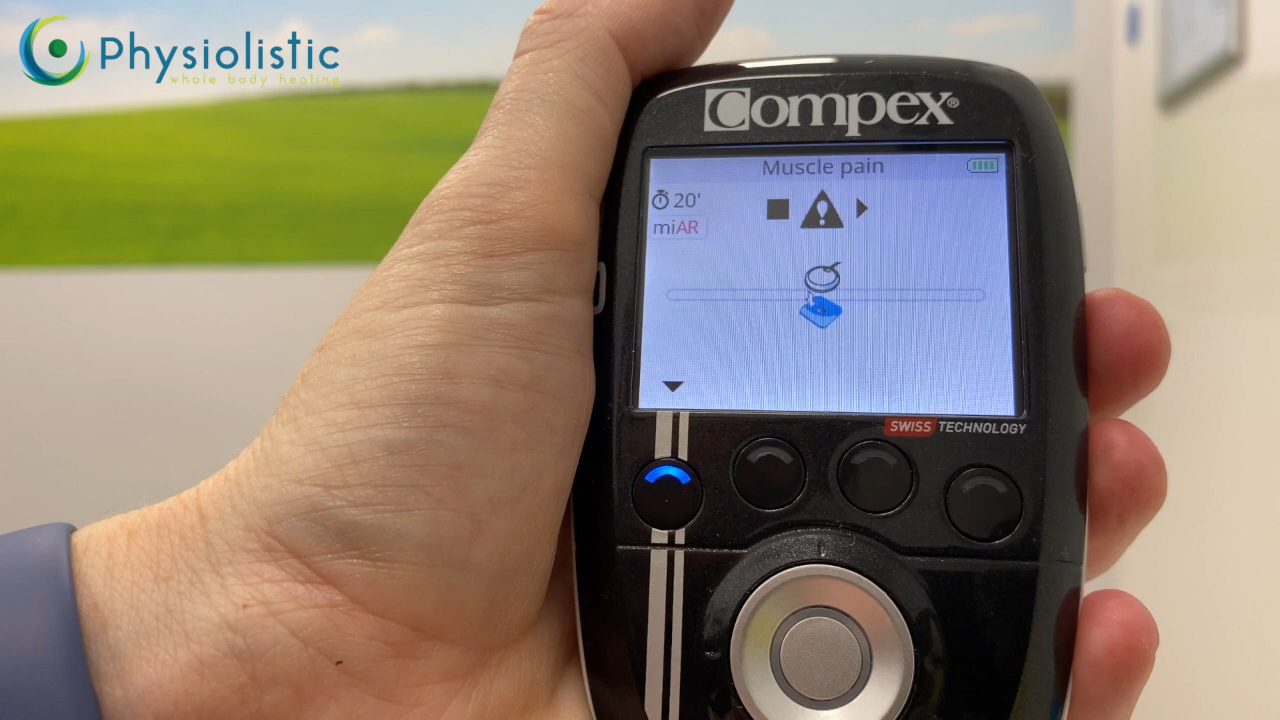 Physiolistic
whole body healing
Compex®
Muscle pain
20'
miAR
SWISS TECHNOLOGY